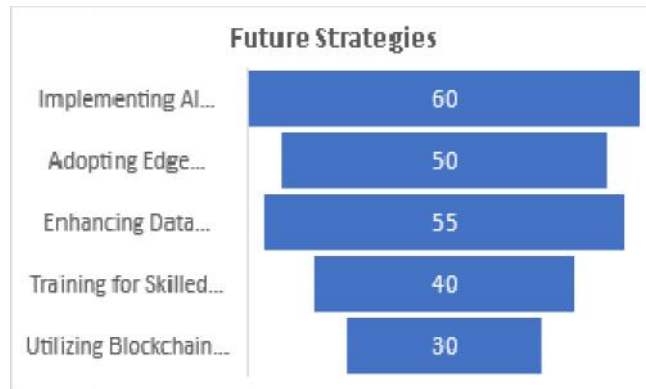 Future Strategies
Implementing AI... 60
Adopting Edge... 50
Enhancing Data... 55
Training for Skilled... 40
Utilizing Blockchain... 30